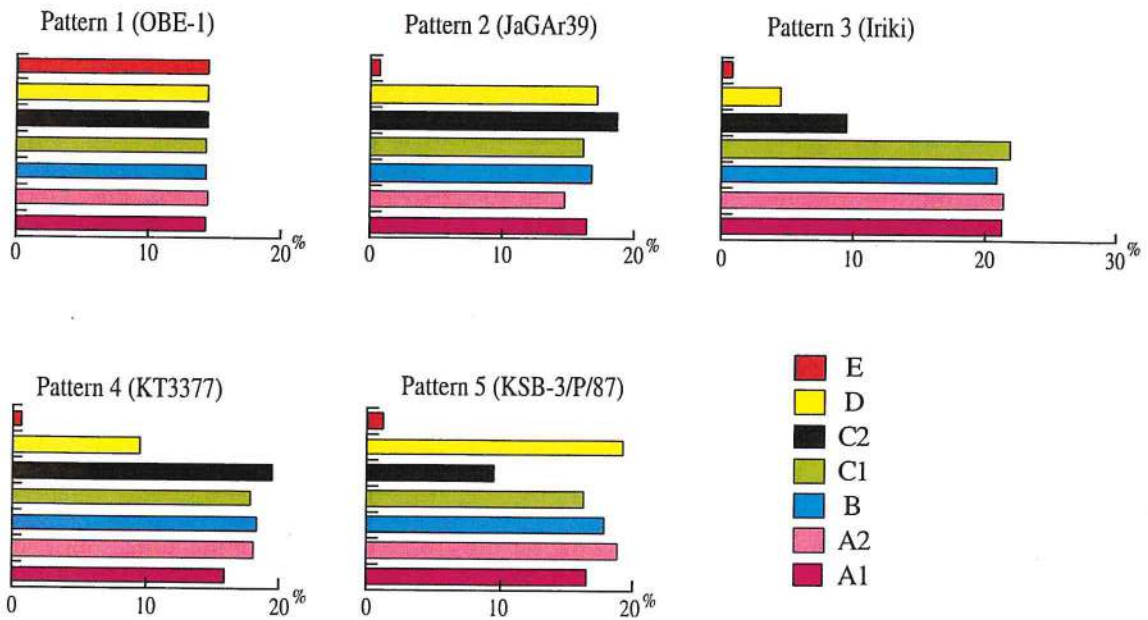 Pattern 1 (OBE-1)
0 10 20 %
Pattern 2 (JaGAr39)
0 10 20 %
Pattern 3 (Iriki)
0 10 20 30 %
Pattern 4 (KT3377)
0 10 20 %
Pattern 5 (KSB-3/P/87)
0 10 20 %
E
D
C2
C1
B
A2
A1